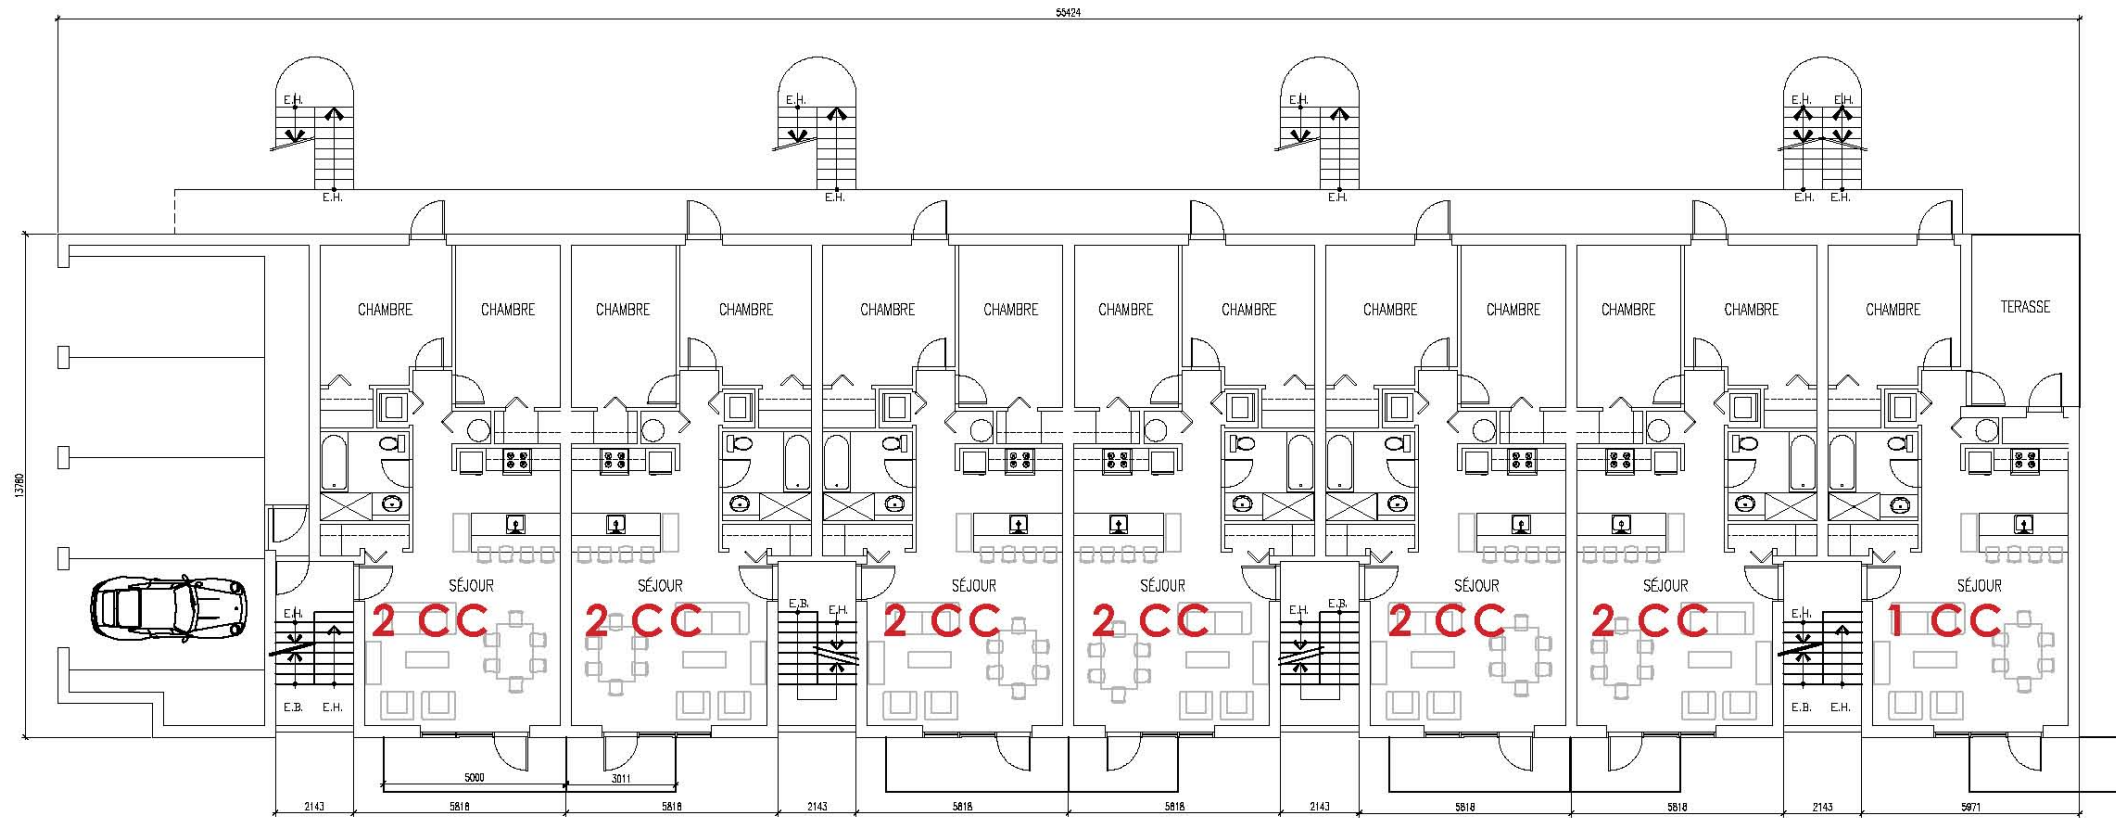 55424
E.H. E.H. E.H. E.H. E.H.
E.H. E.H. E.H. E.H. E.H.
CHAMBRE CHAMBRE CHAMBRE CHAMBRE CHAMBRE CHAMBRE CHAMBRE CHAMBRE CHAMBRE CHAMBRE CHAMBRE CHAMBRE CHAMBRE TERASSE
13780
SÉJOUR SÉJOUR SÉJOUR SÉJOUR SÉJOUR SÉJOUR SÉJOUR
E.H. E.B. E.H. E.H. E.B. E.H.
2 CC 2 CC 2 CC 2 CC 2 CC 2 CC 1 CC
E.B. E.H. E.B. E.H.
5000 3011
2143 5818 5818 2143 5818 5818 2143 5818 5818 2143 5971